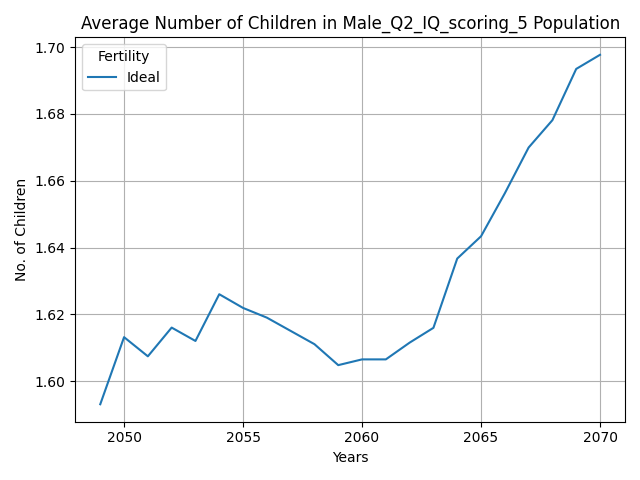 Average Number of Children in Male_Q2_IQ_scoring_5 Population
Fertility
Ideal
1.70
1.68
1.66
1.64
1.62
1.60
No. of Children
2050 2055 2060 2065 2070
Years